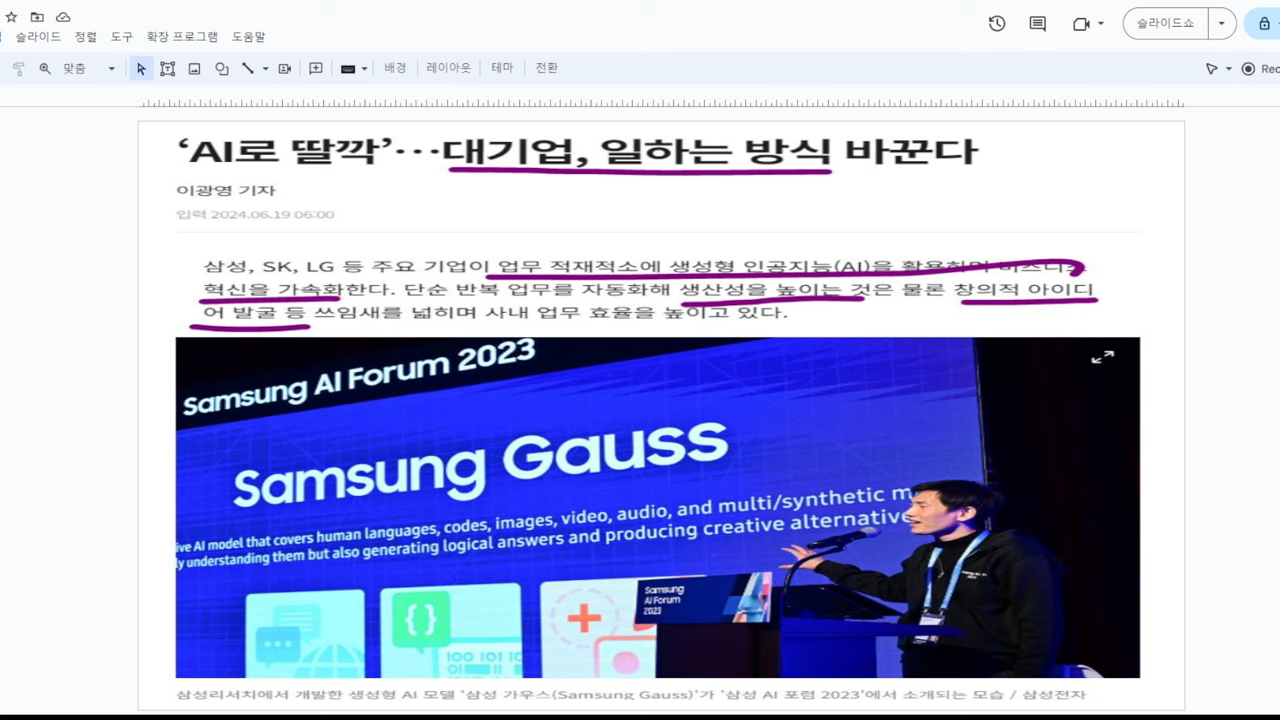 슬라이드 정렬 도구 확장 프로그램 도움말
슬라이드쇼
맞춤
배경 레이아웃 테마 전환
Rec
‘AI로 딸깍’…대기업, 일하는 방식 바꾼다
이광영 기자
입력 2024.06.19 06:00
삼성, SK, LG 등 주요 기업이 업무 적재적소에 생성형 인공지능(AI)을 활용하며 비즈니스
혁신을 가속화한다. 단순 반복 업무를 자동화해 생산성을 높이는 것은 물론 창의적 아이디
어 발굴 등 쓰임새를 넓히며 사내 업무 효율을 높이고 있다.
Samsung AI Forum 2023
Samsung Gauss
ive AI model that covers human languages, codes, images, video, audio, and multi/synthetic m
ly understanding them but also generating logical answers and producing creative alternative
{}
Samsung
AI Forum
2023
삼성리서치에서 개발한 생성형 AI 모델 '삼성 가우스(Samsung Gauss)'가 '삼성 AI 포럼 2023'에서 소개되는 모습 / 삼성전자